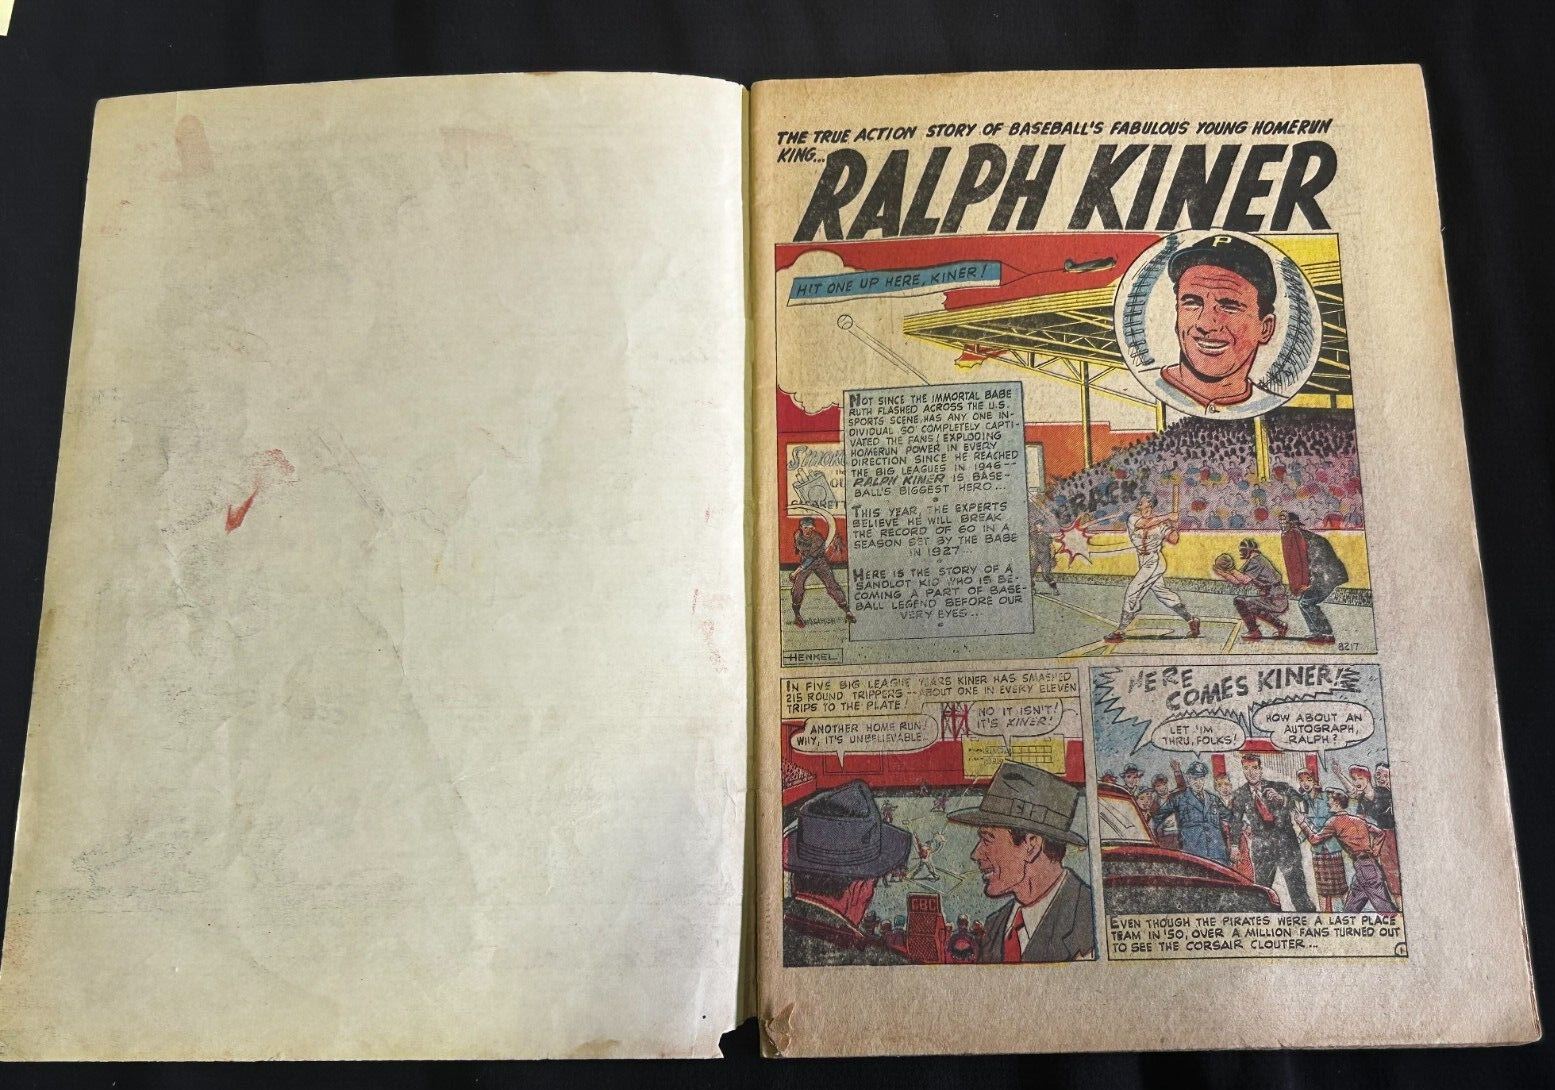 THE TRUE ACTION STORY OF BASEBALL'S FABULOUS YOUNG HOMERUN
KING...
RALPH KINER
P
HIT ONE UP HERE, KINER!
NOT SINCE THE IMMORTAL BABE
RUTH FLASHED ACROSS THE U.S.
SPORTS SCENE HAS ANY ONE IN-
DIVIDUAL SO COMPLETELY CAPTI-
VATED THE FANS! EXPLODING
HOMERUN POWER IN EVERY
DIRECTION SINCE HE REACHED
THE BIG LEAGUES IN 1946--
RALPH KINER IS BASE-
BALL'S BIGGEST HERO...
THIS YEAR, THE EXPERTS
BELIEVE HE WILL BREAK
THE RECORD OF 60 IN A
SEASON SET BY THE BABE
IN 1927...
HERE IS THE STORY OF A
SANDLOT KID WHO IS BE-
COMING A PART OF BASE-
BALL LEGEND BEFORE OUR
VERY EYES...
CRACK!
HENKEL
8217
IN FIVE BIG LEAGUE YEARS KINER HAS SMASHED
215 ROUND TRIPPERS--ABOUT ONE IN EVERY ELEVEN
TRIPS TO THE PLATE!
ANOTHER HOME RUN!
WHY, IT'S UNBELIEVABLE...
NO IT ISN'T!
IT'S KINER!
GBC
HERE
COMES KINER!
LET 'IM
THRU, FOLKS!
HOW ABOUT AN
AUTOGRAPH,
RALPH?
EVEN THOUGH THE PIRATES WERE A LAST PLACE
TEAM IN '50, OVER A MILLION FANS TURNED OUT
TO SEE THE CORSAIR CLOUTER...
1